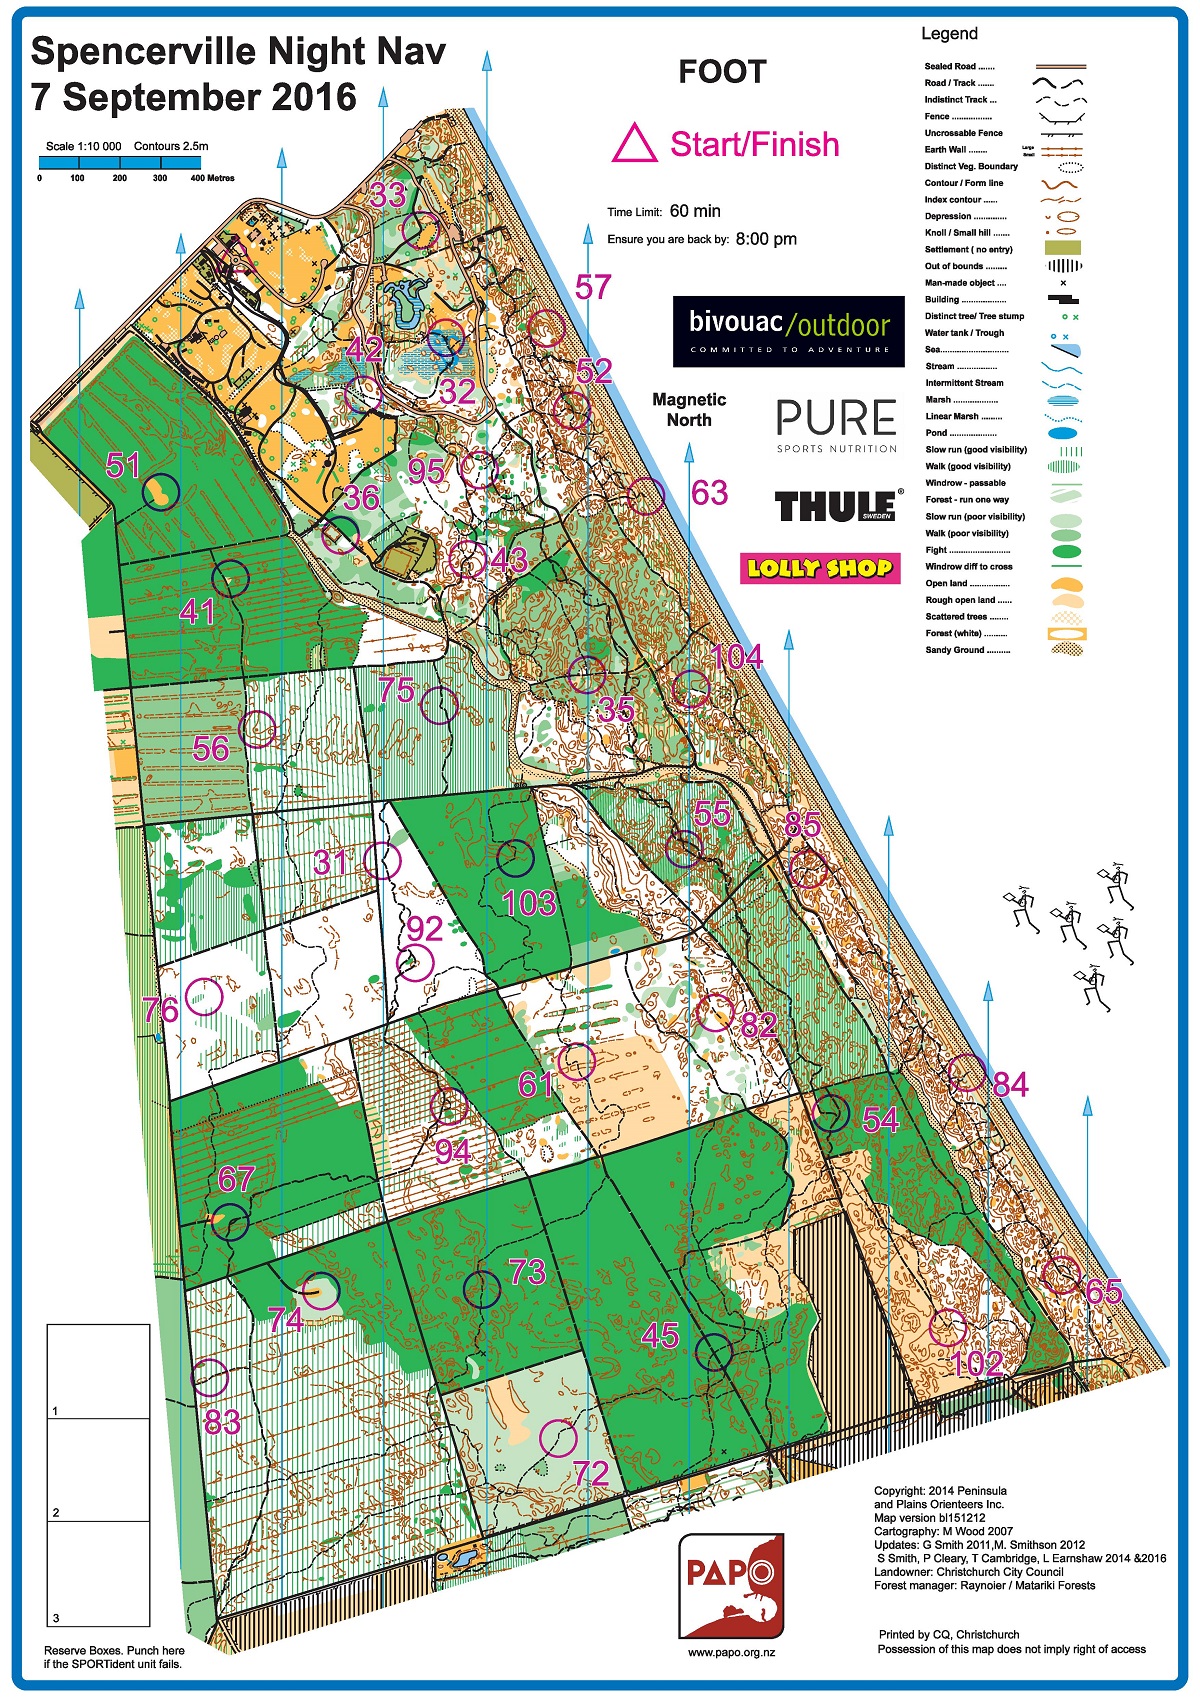 Spencerville Night Nav
7 September 2016
Scale 1:10 000 Contours 2.5m
0 100 200 300 400 Metres
FOOT
Start/Finish
Time Limit: 60 min
Ensure you are back by: 8:00 pm
bivouac/outdoor
COMMITTED TO ADVENTURE
Magnetic
North
PURE
SPORTS NUTRITION
THULE®
SWEDEN
LOLLY SHOP
Legend
Sealed Road .......
Road / Track .......
Indistinct Track ...
Fence .................
Uncrossable Fence
Earth Wall ........
Large
Small
Distinct Veg. Boundary
Contour / Form line
Index contour ......
Depression ..............
Knoll / Small hill .......
Settlement ( no entry)
Out of bounds .........
Man-made object ....
Building ...................
Distinct tree/ Tree stump
Water tank / Trough
Sea.............................
Stream .................
Intermittent Stream
Marsh ....................
Linear Marsh .........
Pond .....................
Slow run (good visibility)
Walk (good visibility)
Windrow - passable
Forest - run one way
Slow run (poor visibility)
Walk (poor visibility)
Fight ..........................
Windrow diff to cross
Open land .................
Rough open land ......
Scattered trees ........
Forest (white) ..........
Sandy Ground ..........
33
57
42
32
52
51
95
36
63
43
41
104
75
35
56
55
85
31
103
92
76
82
61
84
94
54
67
73
74
65
45
102
83
72
1
2
3
Reserve Boxes. Punch here
if the SPORTident unit fails.
PAPO
www.papo.org.nz
Copyright: 2014 Peninsula
and Plains Orienteers Inc.
Map version bl151212
Cartography: M Wood 2007
Updates: G Smith 2011,M. Smithson 2012
S Smith, P Cleary, T Cambridge, L Earnshaw 2014 &2016
Landowner: Christchurch City Council
Forest manager: Raynoier / Matariki Forests
Printed by CQ, Christchurch
Possession of this map does not imply right of access